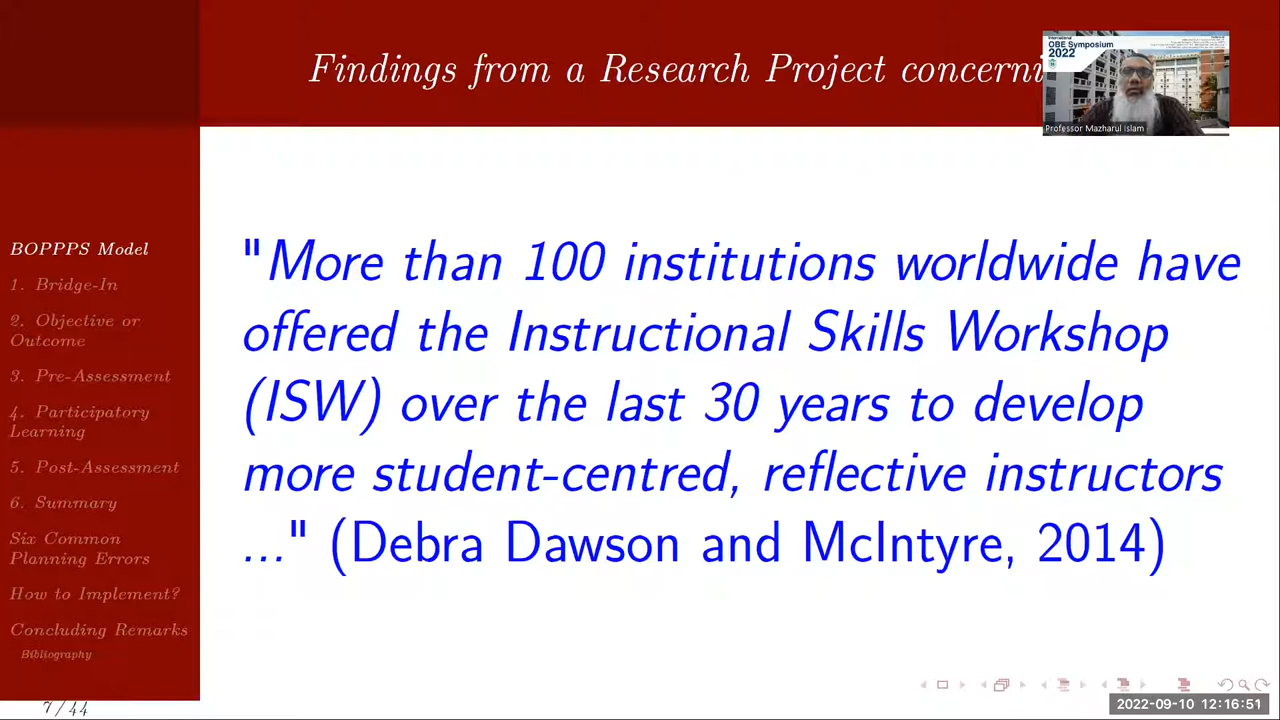 Findings from a Research Project concerni
International
OBE Symposium
2022
Professor Mazharul Islam
BOPPPS Model
1. Bridge-In
2. Objective or
Outcome
3. Pre-Assessment
4. Participatory
Learning
5. Post-Assessment
6. Summary
Six Common
Planning Errors
How to Implement?
Concluding Remarks
Bibliography
"More than 100 institutions worldwide have
offered the Instructional Skills Workshop
(ISW) over the last 30 years to develop
more student-centred, reflective instructors
..." (Debra Dawson and McIntyre, 2014)
7/44
2022-09-10 12:16:51